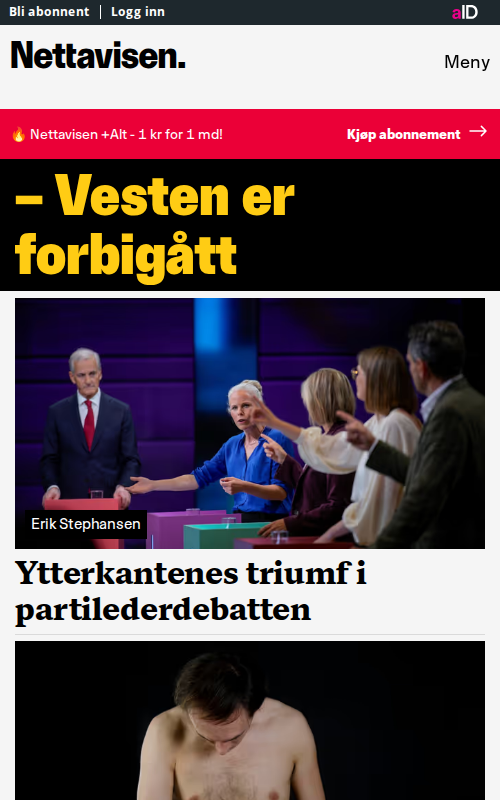 Bli abonnent
Logg inn
aID
Nettavisen.
Meny
🔥 Nettavisen +Alt - 1 kr for 1 md!
Kjøp abonnement →
– Vesten er
forbigått
Erik Stephansen
Ytterkantenes triumf i
partilederdebatten